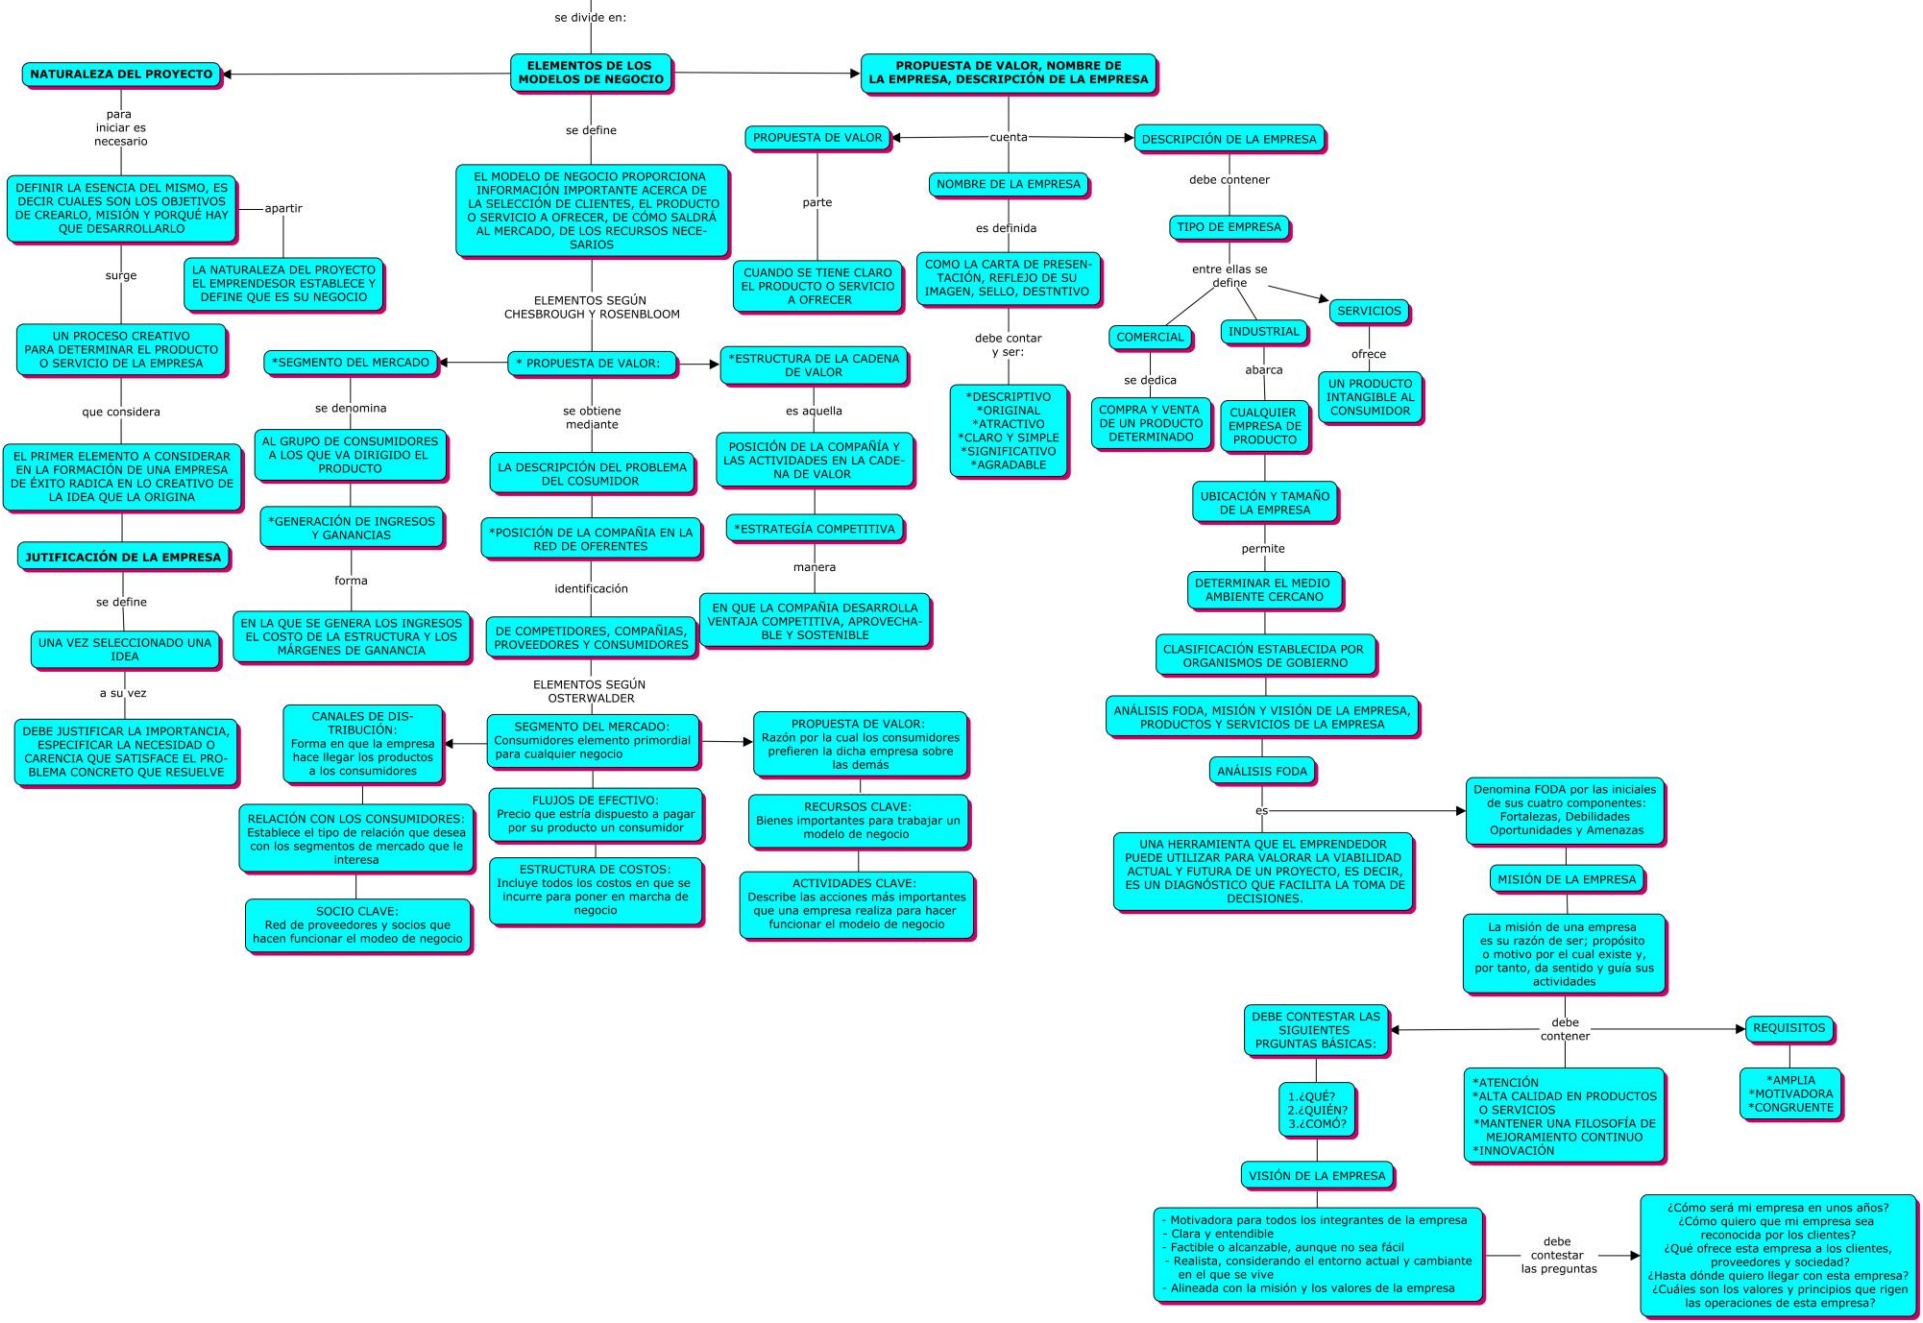 se divide en:
NATURALEZA DEL PROYECTO
ELEMENTOS DE LOS
MODELOS DE NEGOCIO
PROPUESTA DE VALOR, NOMBRE DE
LA EMPRESA, DESCRIPCIÓN DE LA EMPRESA
para
iniciar es
necesario
DEFINIR LA ESENCIA DEL MISMO, ES
DECIR CUALES SON LOS OBJETIVOS
DE CREARLO, MISIÓN Y PORQUÉ HAY
QUE DESARROLLARLO
apartir
LA NATURALEZA DEL PROYECTO
EL EMPRENDESOR ESTABLECE Y
DEFINE QUE ES SU NEGOCIO
surge
UN PROCESO CREATIVO
PARA DETERMINAR EL PRODUCTO
O SERVICIO DE LA EMPRESA
que considera
EL PRIMER ELEMENTO A CONSIDERAR
EN LA FORMACIÓN DE UNA EMPRESA
DE ÉXITO RADICA EN LO CREATIVO DE
LA IDEA QUE LA ORIGINA
JUTIFICACIÓN DE LA EMPRESA
se define
UNA VEZ SELECCIONADO UNA
IDEA
a su vez
DEBE JUSTIFICAR LA IMPORTANCIA,
ESPECIFICAR LA NECESIDAD O
CARENCIA QUE SATISFACE EL PRO-
BLEMA CONCRETO QUE RESUELVE
se define
EL MODELO DE NEGOCIO PROPORCIONA
INFORMACIÓN IMPORTANTE ACERCA DE
LA SELECCIÓN DE CLIENTES, EL PRODUCTO
O SERVICIO A OFRECER, DE CÓMO SALDRÁ
AL MERCADO, DE LOS RECURSOS NECE-
SARIOS
ELEMENTOS SEGÚN
CHESBROUGH Y ROSENBLOOM
*SEGMENTO DEL MERCADO
* PROPUESTA DE VALOR:
*ESTRUCTURA DE LA CADENA
DE VALOR
se denomina
AL GRUPO DE CONSUMIDORES
A LOS QUE VA DIRIGIDO EL
PRODUCTO
*GENERACIÓN DE INGRESOS
Y GANANCIAS
forma
EN LA QUE SE GENERA LOS INGRESOS
EL COSTO DE LA ESTRUCTURA Y LOS
MÁRGENES DE GANANCIA
se obtiene
mediante
LA DESCRIPCIÓN DEL PROBLEMA
DEL COSUMIDOR
*POSICIÓN DE LA COMPAÑIA EN LA
RED DE OFERENTES
identificación
DE COMPETIDORES, COMPAÑIAS,
PROVEEDORES Y CONSUMIDORES
es aquella
POSICIÓN DE LA COMPAÑÍA Y
LAS ACTIVIDADES EN LA CADE-
NA DE VALOR
*ESTRATEGÍA COMPETITIVA
manera
EN QUE LA COMPAÑIA DESARROLLA
VENTAJA COMPETITIVA, APROVECHA-
BLE Y SOSTENIBLE
ELEMENTOS SEGÚN
OSTERWALDER
CANALES DE DIS-
TRIBUCIÓN:
Forma en que la empresa
hace llegar los productos
a los consumidores
RELACIÓN CON LOS CONSUMIDORES:
Establece el tipo de relación que desea
con los segmentos de mercado que le
interesa
SOCIO CLAVE:
Red de proveedores y socios que
hacen funcionar el modeo de negocio
SEGMENTO DEL MERCADO:
Consumidores elemento primordial
para cualquier negocio
FLUJOS DE EFECTIVO:
Precio que estría dispuesto a pagar
por su producto un consumidor
ESTRUCTURA DE COSTOS:
Incluye todos los costos en que se
incurre para poner en marcha de
negocio
PROPUESTA DE VALOR:
Razón por la cual los consumidores
prefieren la dicha empresa sobre
las demás
RECURSOS CLAVE:
Bienes importantes para trabajar un
modelo de negocio
ACTIVIDADES CLAVE:
Describe las acciones más importantes
que una empresa realiza para hacer
funcionar el modelo de negocio
cuenta
PROPUESTA DE VALOR
parte
CUANDO SE TIENE CLARO
EL PRODUCTO O SERVICIO
A OFRECER
NOMBRE DE LA EMPRESA
es definida
COMO LA CARTA DE PRESEN-
TACIÓN, REFLEJO DE SU
IMAGEN, SELLO, DESTNTIVO
debe contar
y ser:
*DESCRIPTIVO
*ORIGINAL
*ATRACTIVO
*CLARO Y SIMPLE
*SIGNIFICATIVO
*AGRADABLE
DESCRIPCIÓN DE LA EMPRESA
debe contener
TIPO DE EMPRESA
entre ellas se
define
COMERCIAL
se dedica
COMPRA Y VENTA
DE UN PRODUCTO
DETERMINADO
INDUSTRIAL
abarca
CUALQUIER
EMPRESA DE
PRODUCTO
SERVICIOS
ofrece
UN PRODUCTO
INTANGIBLE AL
CONSUMIDOR
UBICACIÓN Y TAMAÑO
DE LA EMPRESA
permite
DETERMINAR EL MEDIO
AMBIENTE CERCANO
CLASIFICACIÓN ESTABLECIDA POR
ORGANISMOS DE GOBIERNO
ANÁLISIS FODA, MISIÓN Y VISIÓN DE LA EMPRESA,
PRODUCTOS Y SERVICIOS DE LA EMPRESA
ANÁLISIS FODA
es
UNA HERRAMIENTA QUE EL EMPRENDEDOR
PUEDE UTILIZAR PARA VALORAR LA VIABILIDAD
ACTUAL Y FUTURA DE UN PROYECTO, ES DECIR,
ES UN DIAGNÓSTICO QUE FACILITA LA TOMA DE
DECISIONES.
Denomina FODA por las iniciales
de sus cuatro componentes:
Fortalezas, Debilidades
Oportunidades y Amenazas
MISIÓN DE LA EMPRESA
La misión de una empresa
es su razón de ser; propósito
o motivo por el cual existe y,
por tanto, da sentido y guía sus
actividades
debe
contener
DEBE CONTESTAR LAS
SIGUIENTES
PRGUNTAS BÁSICAS:
1.¿QUÉ?
2.¿QUIÉN?
3.¿COMÓ?
*ATENCIÓN
*ALTA CALIDAD EN PRODUCTOS
O SERVICIOS
*MANTENER UNA FILOSOFÍA DE
MEJORAMIENTO CONTINUO
*INNOVACIÓN
REQUISITOS
*AMPLIA
*MOTIVADORA
*CONGRUENTE
VISIÓN DE LA EMPRESA
- Motivadora para todos los integrantes de la empresa
- Clara y entendible
- Factible o alcanzable, aunque no sea fácil
- Realista, considerando el entorno actual y cambiante
en el que se vive
- Alineada con la misión y los valores de la empresa
debe
contestar
las preguntas
¿Cómo será mi empresa en unos años?
¿Cómo quiero que mi empresa sea
reconocida por los clientes?
¿Qué ofrece esta empresa a los clientes,
proveedores y sociedad?
¿Hasta dónde quiero llegar con esta empresa?
¿Cuáles son los valores y principios que rigen
las operaciones de esta empresa?